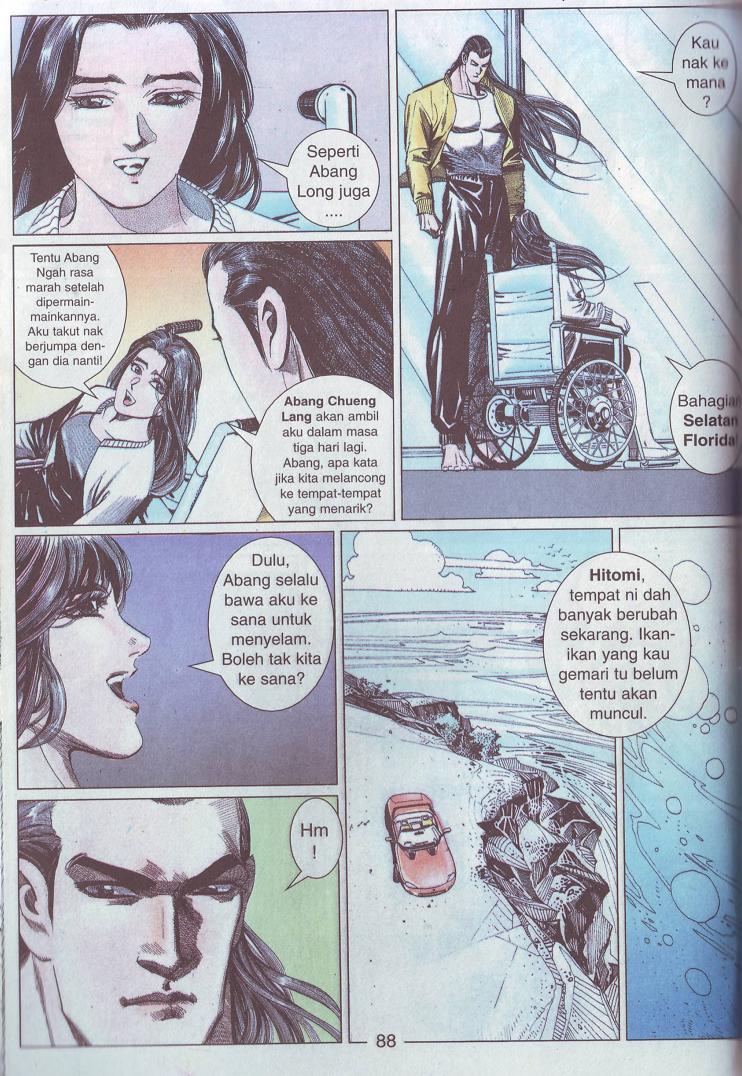 Seperti
Abang
Long juga
....
Kau
nak ke
mana
?
Tentu Abang
Ngah rasa
marah setelah
dipermain-
mainkannya.
Aku takut nak
berjumpa den-
gan dia nanti!
Abang Chueng
Lang akan ambil
aku dalam masa
tiga hari lagi.
Abang, apa kata
jika kita melancong
ke tempat-tempat
yang menarik?
Bahagian
Selatan
Florida!
Dulu,
Abang selalu
bawa aku ke
sana untuk
menyelam.
Boleh tak kita
ke sana?
Hitomi,
tempat ni dah
banyak berubah
sekarang. Ikan-
ikan yang kau
gemari tu belum
tentu akan
muncul.
Hm
!
88